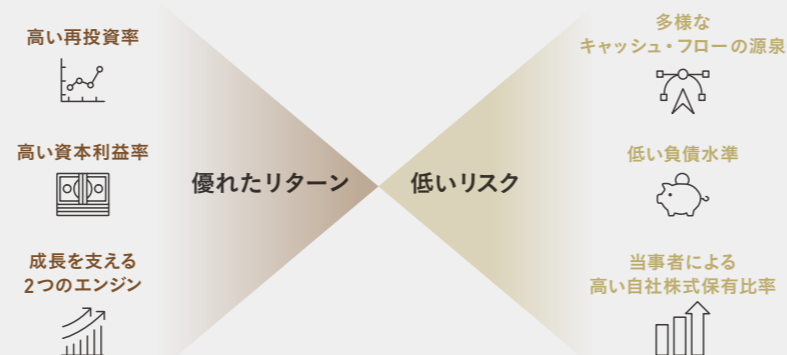 高い再投資率
高い資本利益率
成長を支える
2つのエンジン
優れたリターン
低いリスク
多様な
キャッシュ・フローの源泉
低い負債水準
当事者による
高い自社株式保有比率